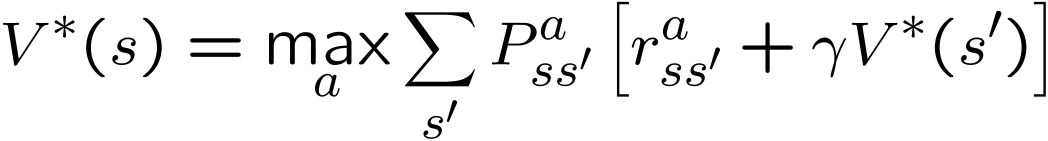 V*(s) = max_a ∑_{s′} P^a_{ss′} [r^a_{ss′} + γV*(s′)]